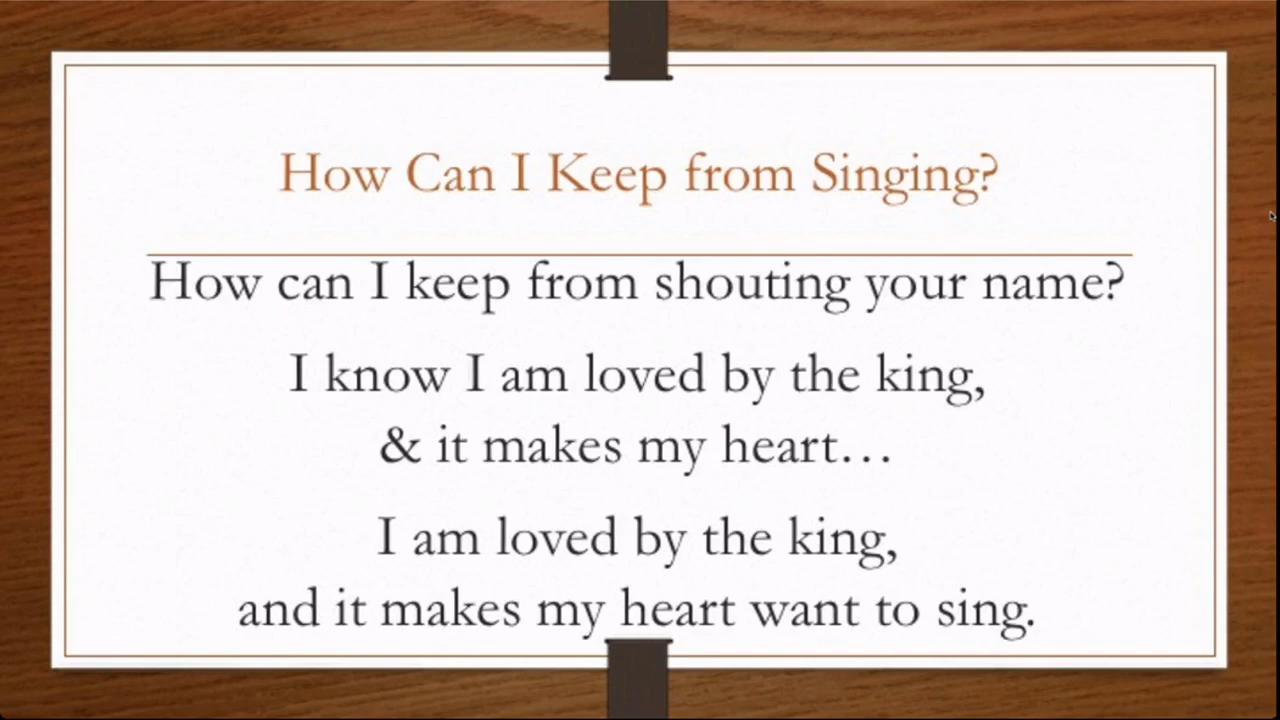 How Can I Keep from Singing?
How can I keep from shouting your name?
I know I am loved by the king,
& it makes my heart…
I am loved by the king,
and it makes my heart want to sing.